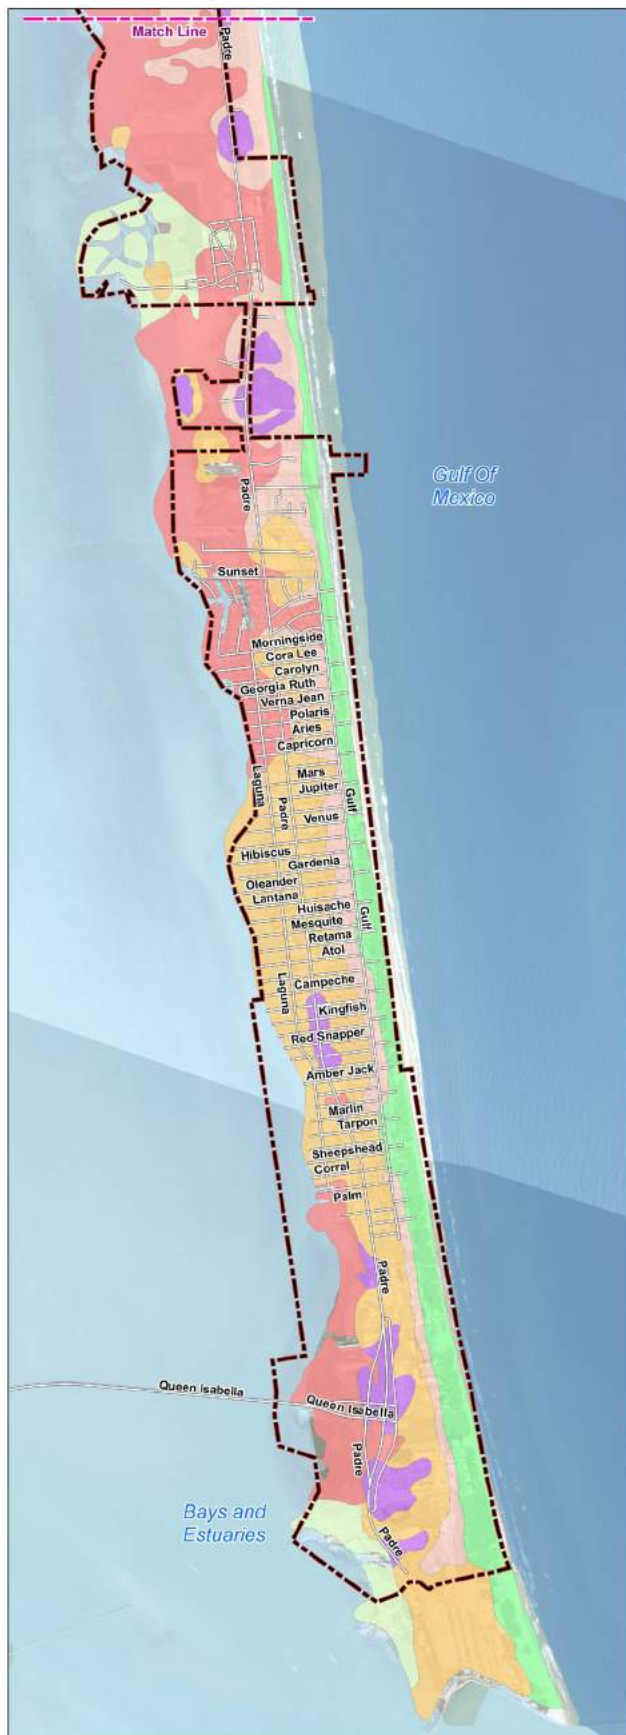 Match Line
Padre
Gulf Of
Mexico
Padre
Sunset
Morningside
Cora Lee
Carolyn
Georgia Ruth
Verna Jean
Polaris
Aries
Capricorn
Laguna
Mars
Jupiter
Padre
Gulf
Venus
Hibiscus
Gardenia
Oleander
Lantana
Huisache
Gulf
Mesquite
Retama
Atol
Laguna
Campeche
Kingfish
Red Snapper
Amber Jack
Marlin
Tarpon
Sheepshead
Corral
Palm
Padre
Queen Isabella
Queen Isabella
Padre
Bays and
Estuaries
Padre